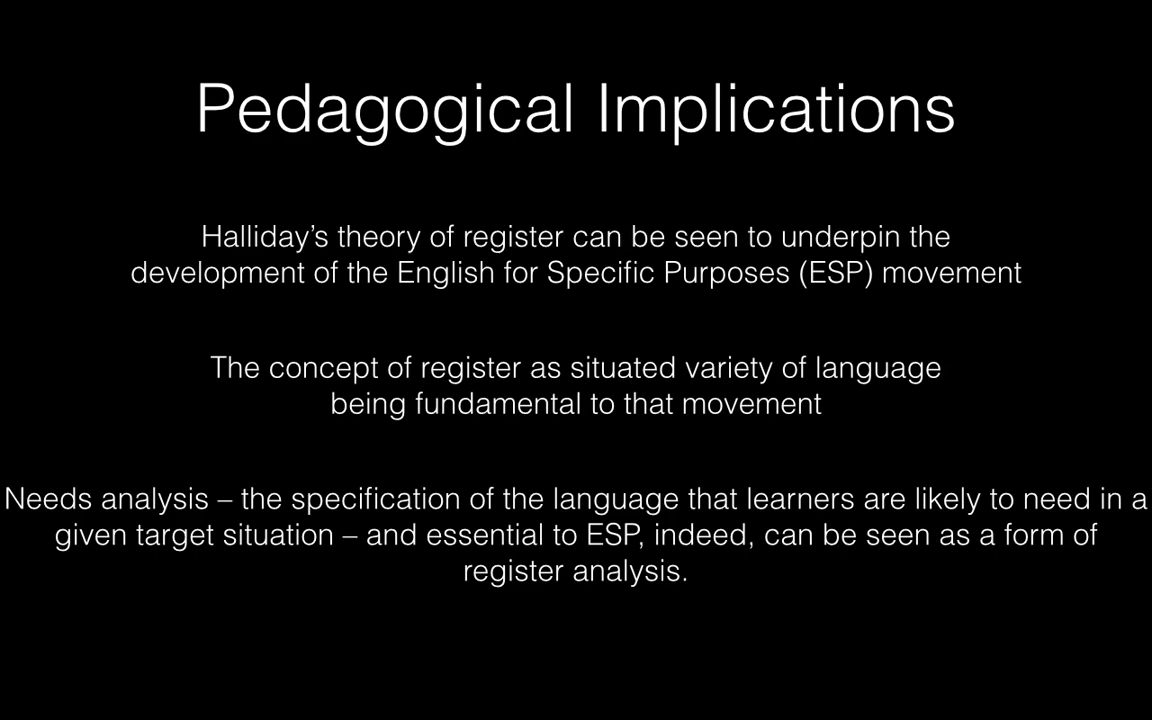 Pedagogical Implications
Halliday’s theory of register can be seen to underpin the
development of the English for Specific Purposes (ESP) movement
The concept of register as situated variety of language
being fundamental to that movement
Needs analysis – the specification of the language that learners are likely to need in a
given target situation – and essential to ESP, indeed, can be seen as a form of
register analysis.